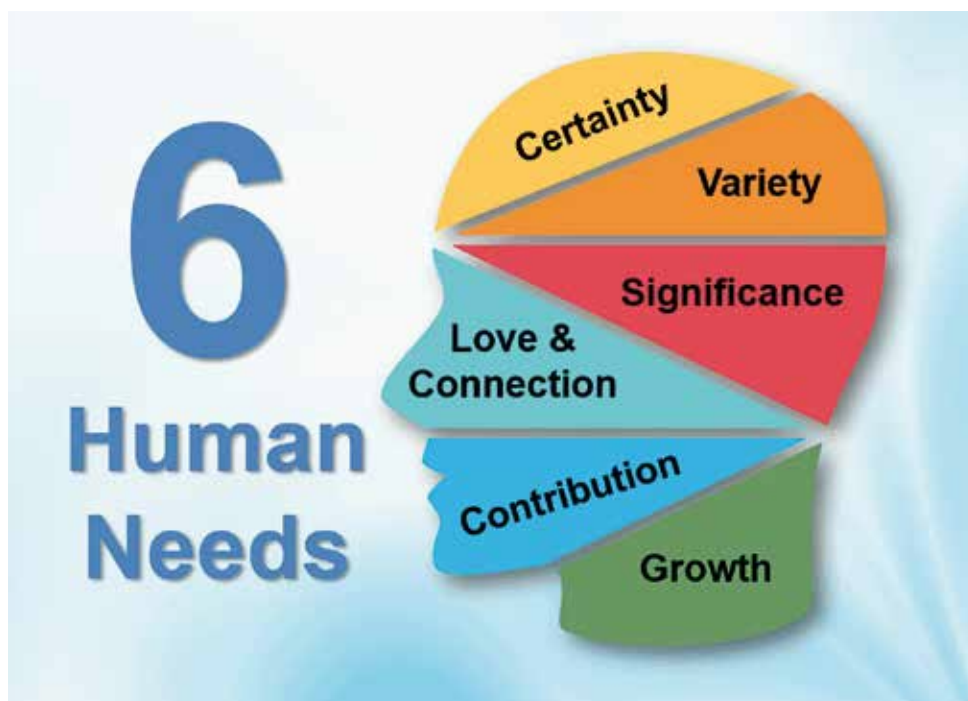 6
Human
Needs
Certainty
Variety
Significance
Love &
Connection
Contribution
Growth